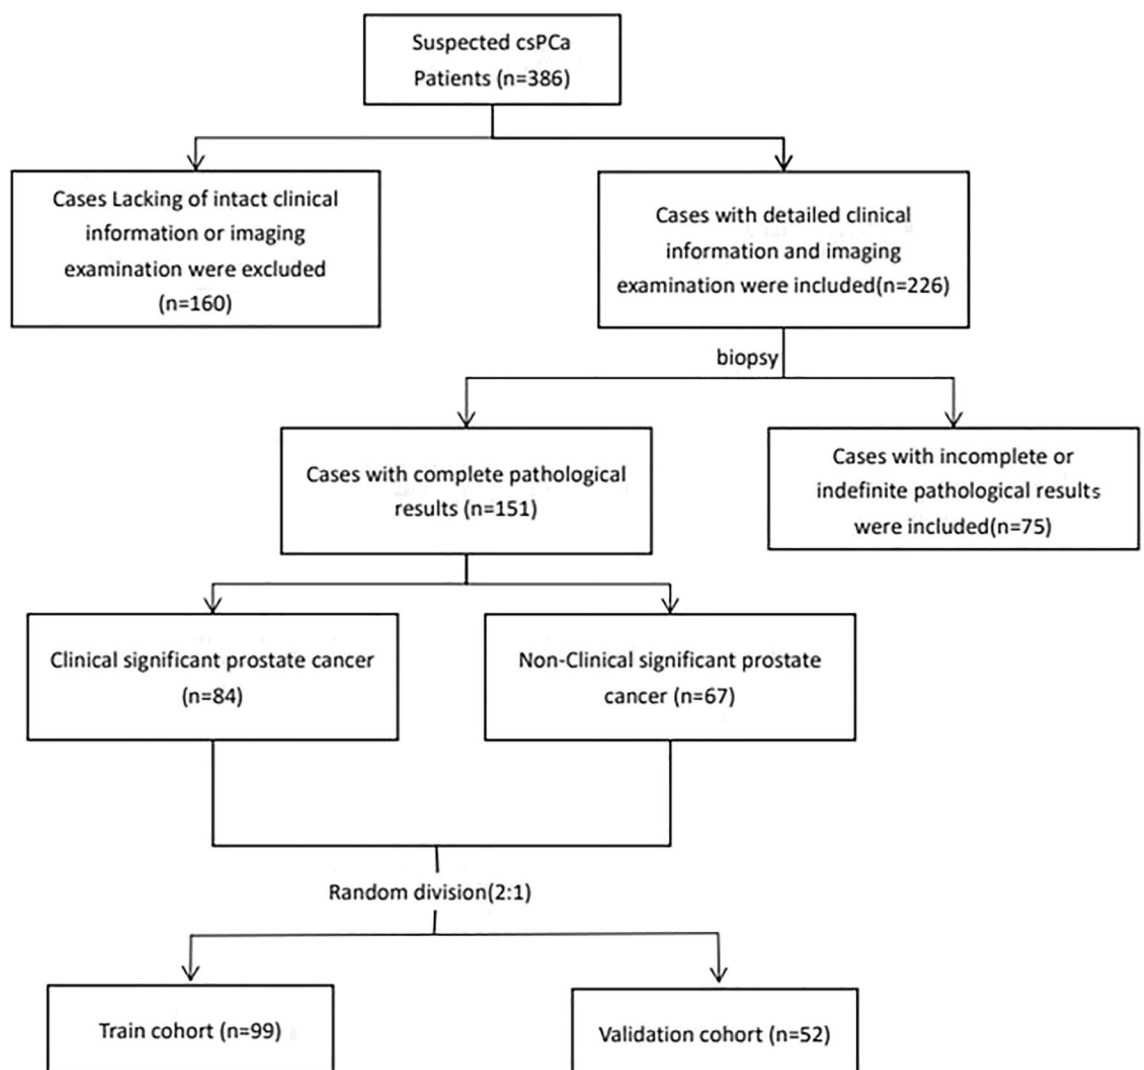 Suspected csPCa
Patients (n=386)
Cases Lacking of intact clinical
information or imaging
examination were excluded
(n=160)
Cases with detailed clinical
information and imaging
examination were included(n=226)
biopsy
Cases with complete pathological
results (n=151)
Cases with incomplete or
indefinite pathological results
were included(n=75)
Clinical significant prostate cancer
(n=84)
Non-Clinical significant prostate
cancer (n=67)
Random division(2:1)
Train cohort (n=99)
Validation cohort (n=52)